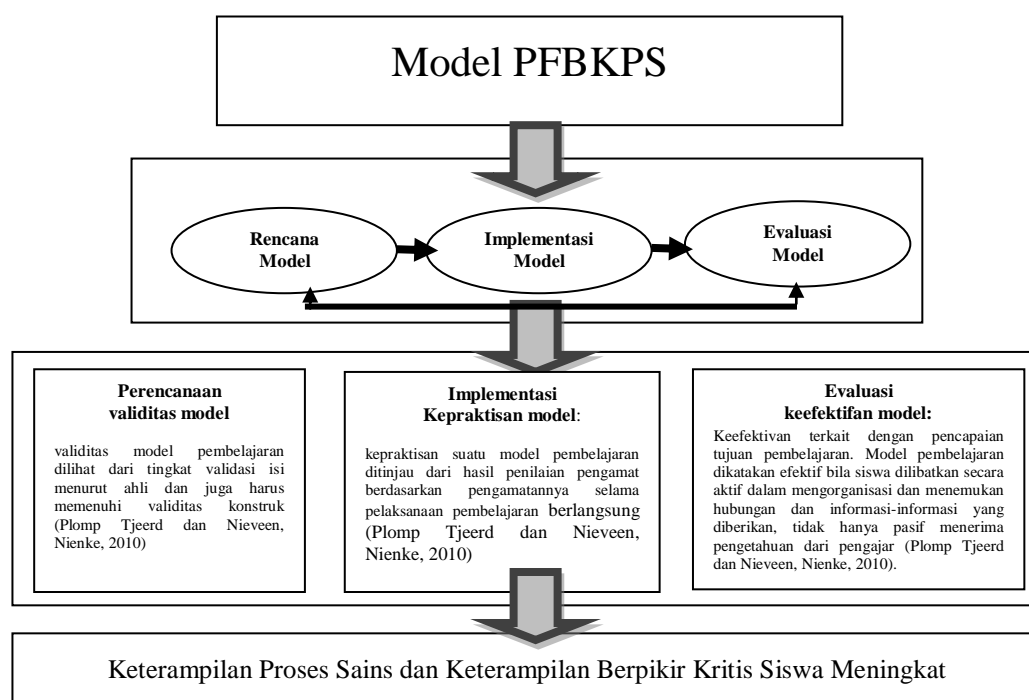 Model PFBKPS
Rencana
Model
Implementasi
Model
Evaluasi
Model
Perencanaan
validitas model
validitas model pembelajaran
dilihat dari tingkat validasi isi
menurut ahli dan juga harus
memenuhi validitas konstruk
(Plomp Tjeerd dan Nieveen,
Nienke, 2010)
Implementasi
Kepraktisan model:
kepraktisan suatu model pembelajaran
ditinjau dari hasil penilaian pengamat
berdasarkan pengamatannya selama
pelaksanaan pembelajaran berlangsung
(Plomp Tjeerd dan Nieveen,
Nienke, 2010)
Evaluasi
keefektifan model:
Keefektivan terkait dengan pencapaian
tujuan pembelajaran. Model pembelajaran
dikatakan efektif bila siswa dilibatkan secara
aktif dalam mengorganisasi dan menemukan
hubungan dan informasi-informasi yang
diberikan, tidak hanya pasif menerima
pengetahuan dari pengajar (Plomp Tjeerd
dan Nieveen, Nienke, 2010).
Keterampilan Proses Sains dan Keterampilan Berpikir Kritis Siswa Meningkat